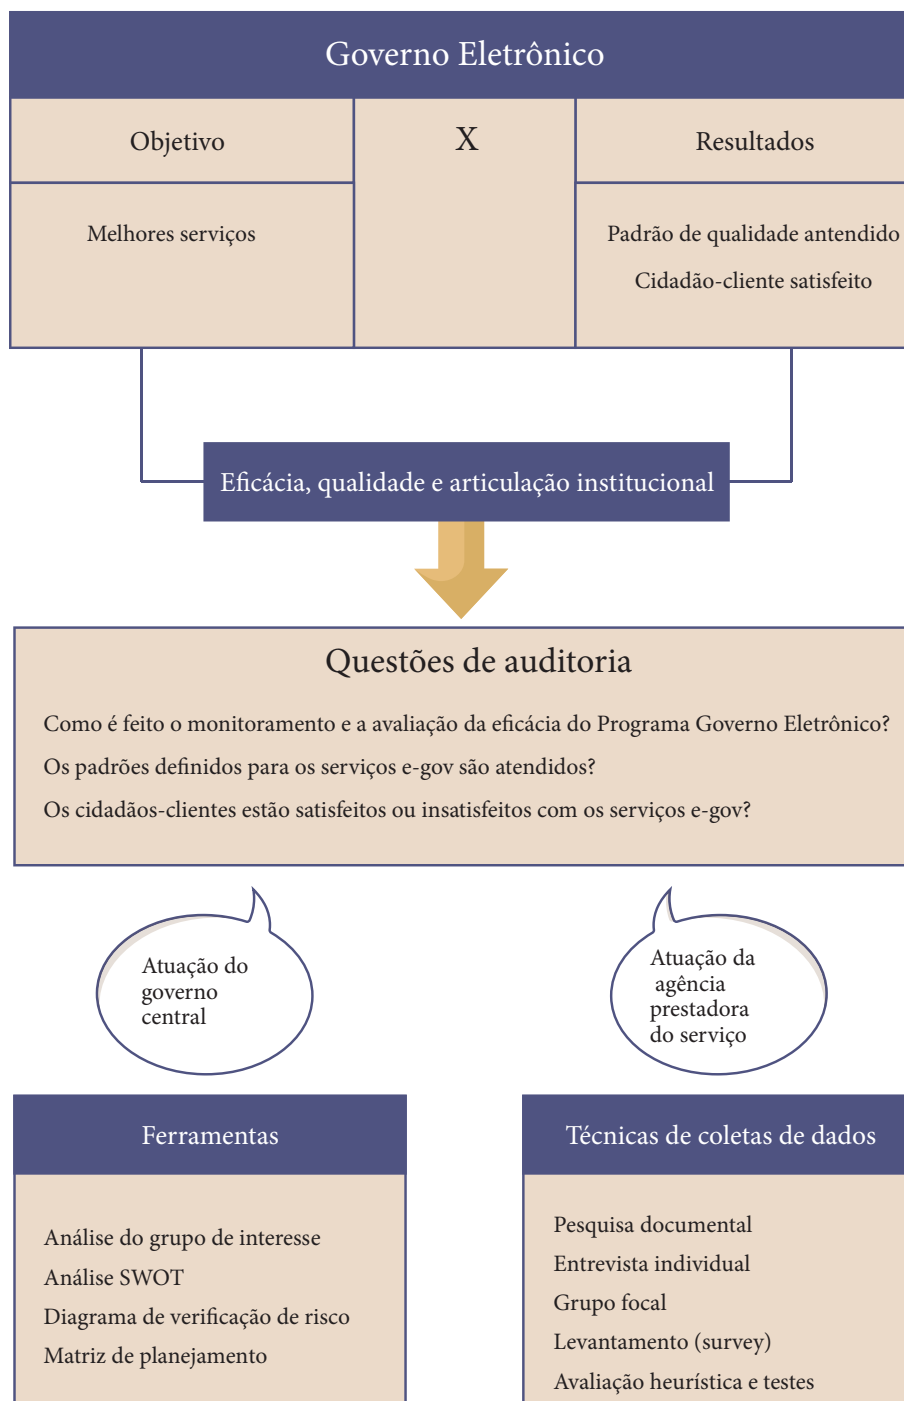 Governo Eletrônico
Objetivo
X
Resultados
Melhores serviços
Padrão de qualidade antendido
Cidadão-cliente satisfeito
Eficácia, qualidade e articulação institucional
Questões de auditoria
Como é feito o monitoramento e a avaliação da eficácia do Programa Governo Eletrônico?
Os padrões definidos para os serviços e-gov são atendidos?
Os cidadãos-clientes estão satisfeitos ou insatisfeitos com os serviços e-gov?
Atuação do
governo
central
Atuação da
agência
prestadora
do serviço
Ferramentas
Análise do grupo de interesse
Análise SWOT
Diagrama de verificação de risco
Matriz de planejamento
Técnicas de coletas de dados
Pesquisa documental
Entrevista individual
Grupo focal
Levantamento (survey)
Avaliação heurística e testes